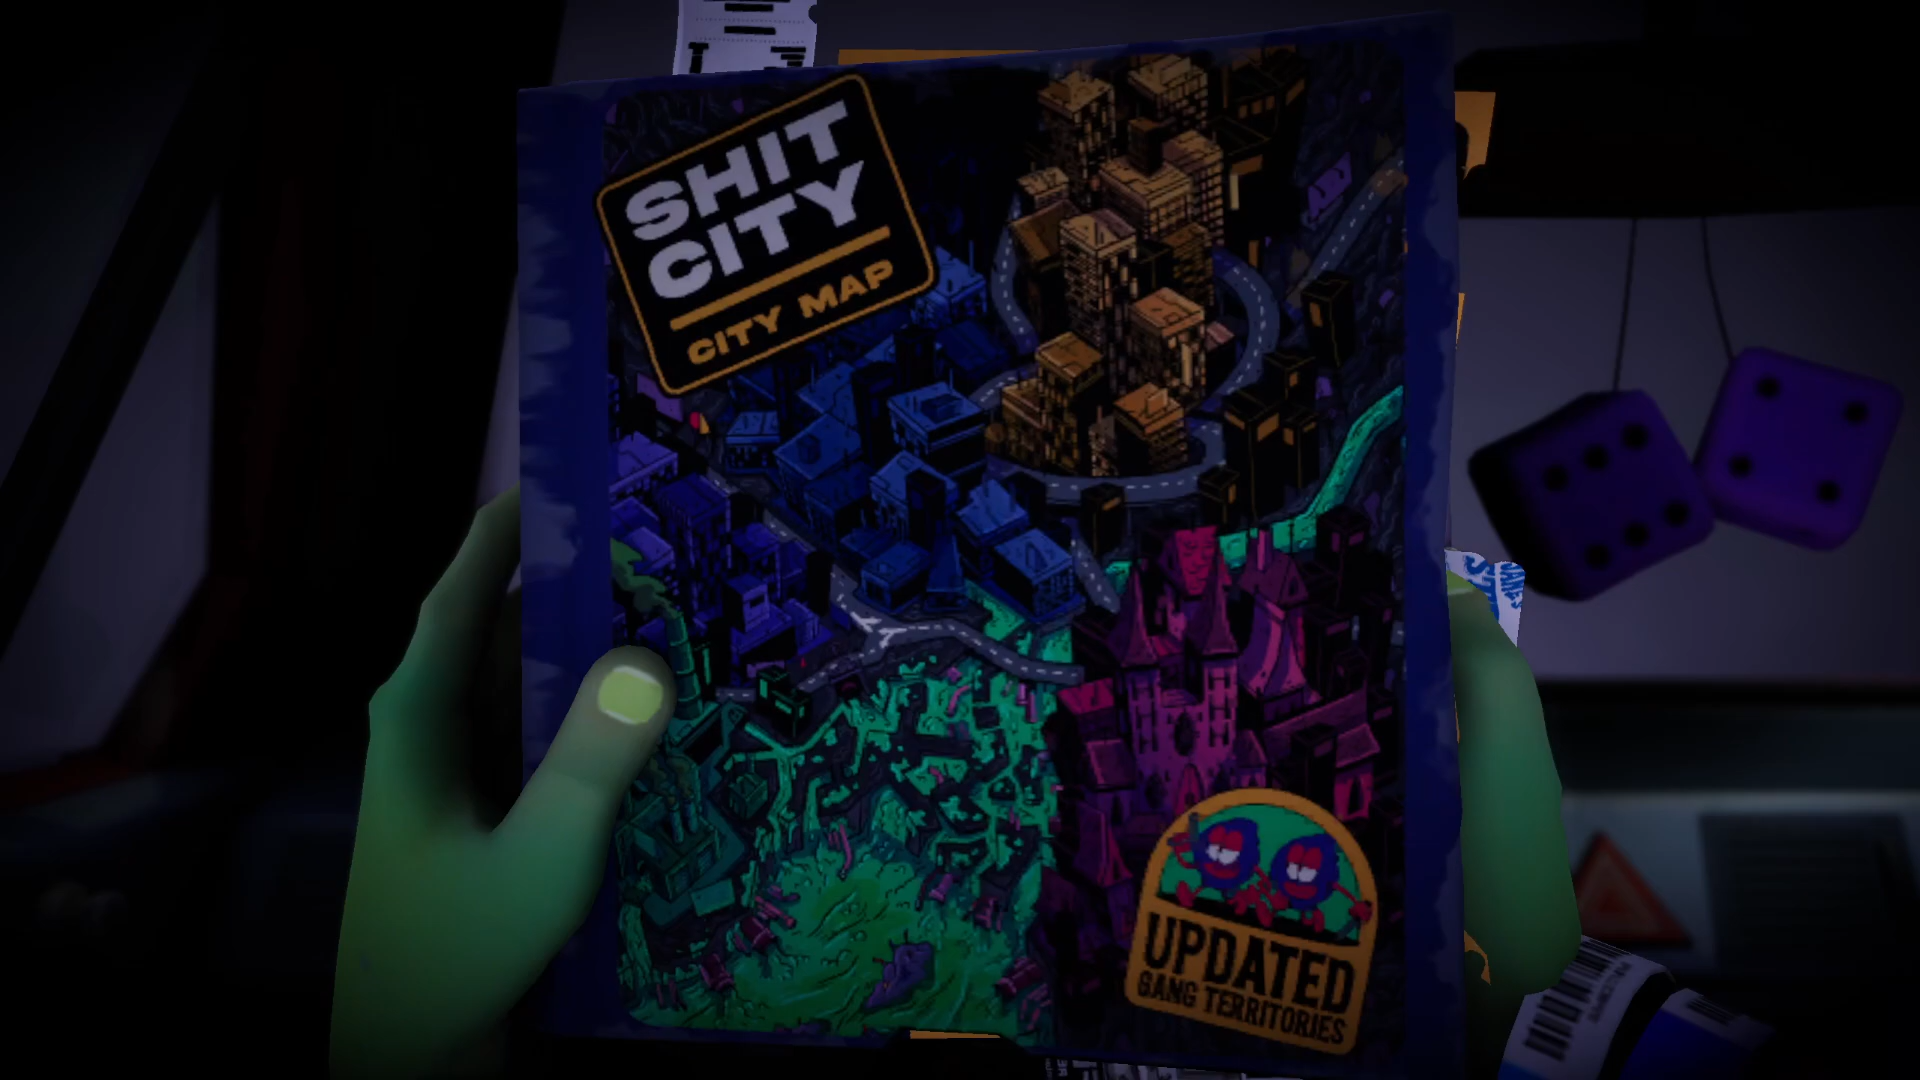 SHIT
CITY
CITY MAP
UPDATED
GANG TERRITORIES